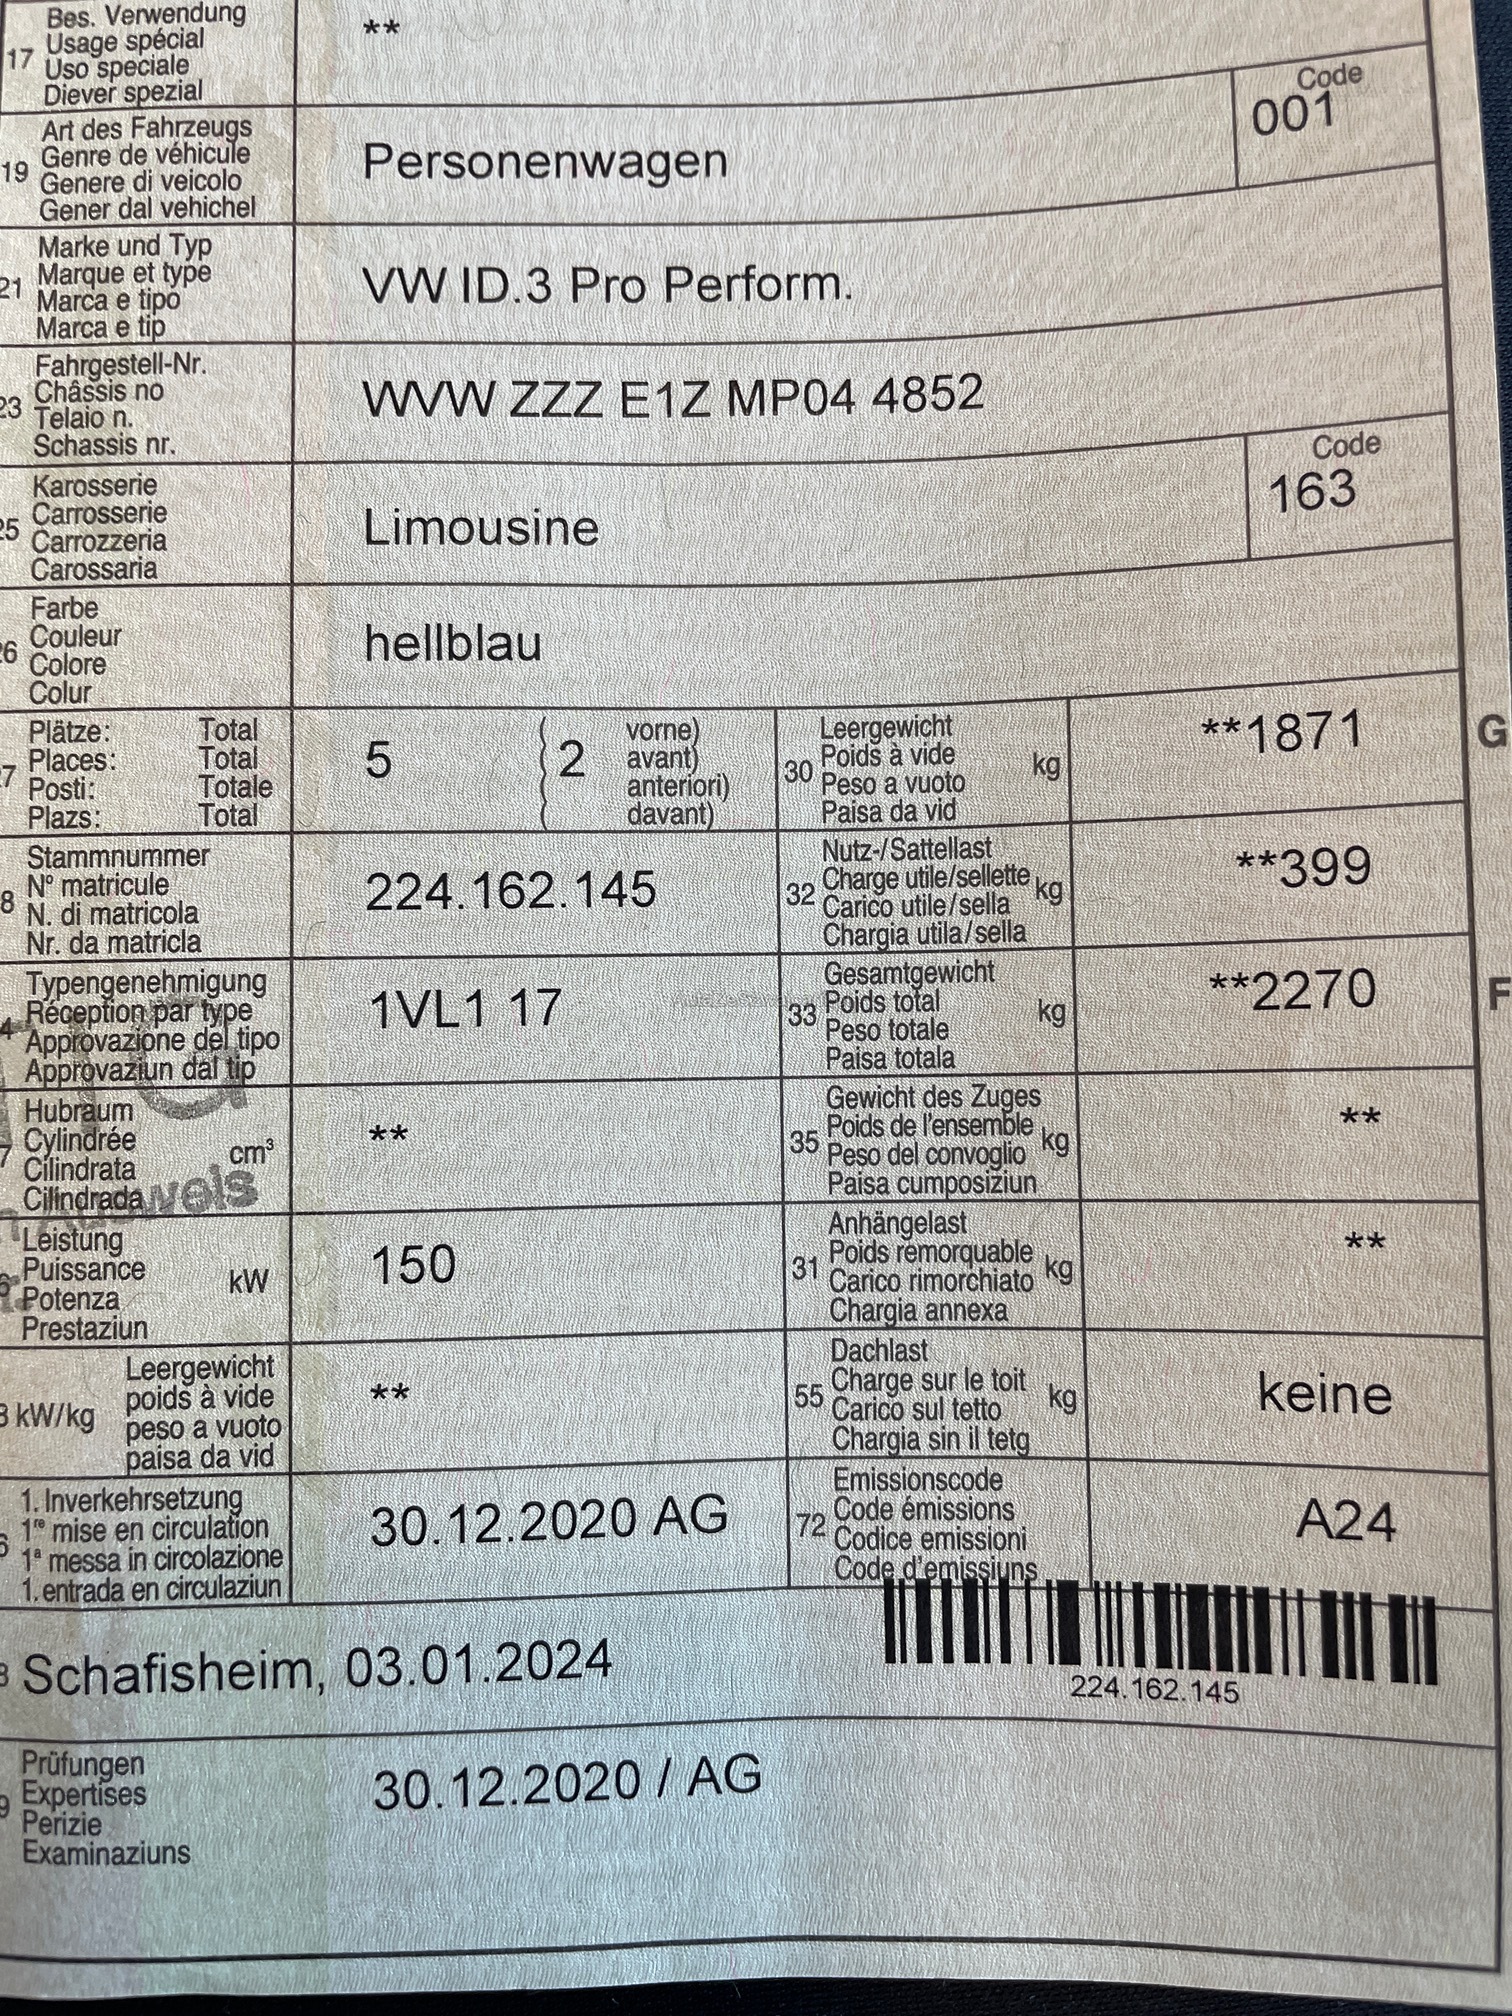 Bes. Verwendung
17 Usage spécial **
Uso speciale
Diever spezial
Code
001
Art des Fahrzeugs
19 Genre de véhicule Personenwagen
Genere di veicolo
Gener dal vehichel
Marke und Typ
21 Marque et type VW ID.3 Pro Perform.
Marca e tipo
Marca e tip
Fahrgestell-Nr.
23 Châssis no WVW ZZZ E1Z MP04 4852
Telaio n.
Schassis nr.
Code
163
Karosserie
25 Carrosserie Limousine
Carrozzeria
Carossaria
Farbe
26 Couleur hellblau
Colore
Colur
Plätze: Total 5 (2 vorne)
7 Places: Total avant)
Posti: Totale anteriori)
Plazs: Total davant)
Leergewicht
30 Poids à vide kg **1871 G
Peso a vuoto
Paisa da vid
Stammnummer
8 N° matricule 224.162.145
N. di matricola
Nr. da matricla
Nutz-/Sattellast
32 Charge utile/sellette kg **399
Carico utile/sella
Chargia utila/sella
Typengenehmigung
4 Réception par type 1VL1 17
Approvazione del tipo
Approvaziun dal tip
Gesamtgewicht
33 Poids total kg **2270 F
Peso totale
Paisa totala
Hubraum
7 Cylindrée cm³ **
Cilindrata
Cilindrada
Gewicht des Zuges
35 Poids de l'ensemble kg **
Peso del convoglio
Paisa cumposiziun
Leistung
6 Puissance kW 150
Potenza
Prestaziun
Anhängelast
31 Poids remorquable kg **
Carico rimorchiato
Chargia annexa
Leergewicht
8 kW/kg poids à vide **
peso a vuoto
paisa da vid
Dachlast
55 Charge sur le toit kg keine
Carico sul tetto
Chargia sin il tetg
1. Inverkehrsetzung
6 1re mise en circulation 30.12.2020 AG
1a messa in circolazione
1. entrada en circulaziun
Emissionscode
72 Code émissions A24
Codice emissioni
Code d'emissiuns
8 Schafisheim, 03.01.2024
224.162.145
Prüfungen
9 Expertises 30.12.2020 / AG
Perizie
Examinaziuns